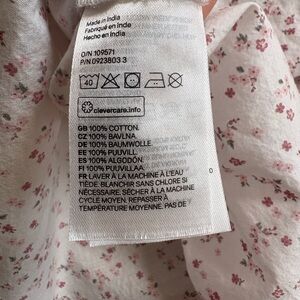 Made in India
Fabriqué en Inde
Hecho en India
O/N 109571
P/N 0923803 3
40
clevercare.info
GB 100% COTTON.
CZ 100% BAVLNA.
DE 100% BAUMWOLLE.
EE 100% PUUVILL.
ES 100% ALGODÓN.
FI 100% PUUVILLAA
FR LAVER À LA MACHINE À L'EAU
TIÈDE. BLANCHIR SANS CHLORE SI
NÉCESSAIRE. SÉCHER À LA MACHINE
CYCLE MOYEN. REPASSER À
TEMPÉRATURE MOYENNE. PAS DE